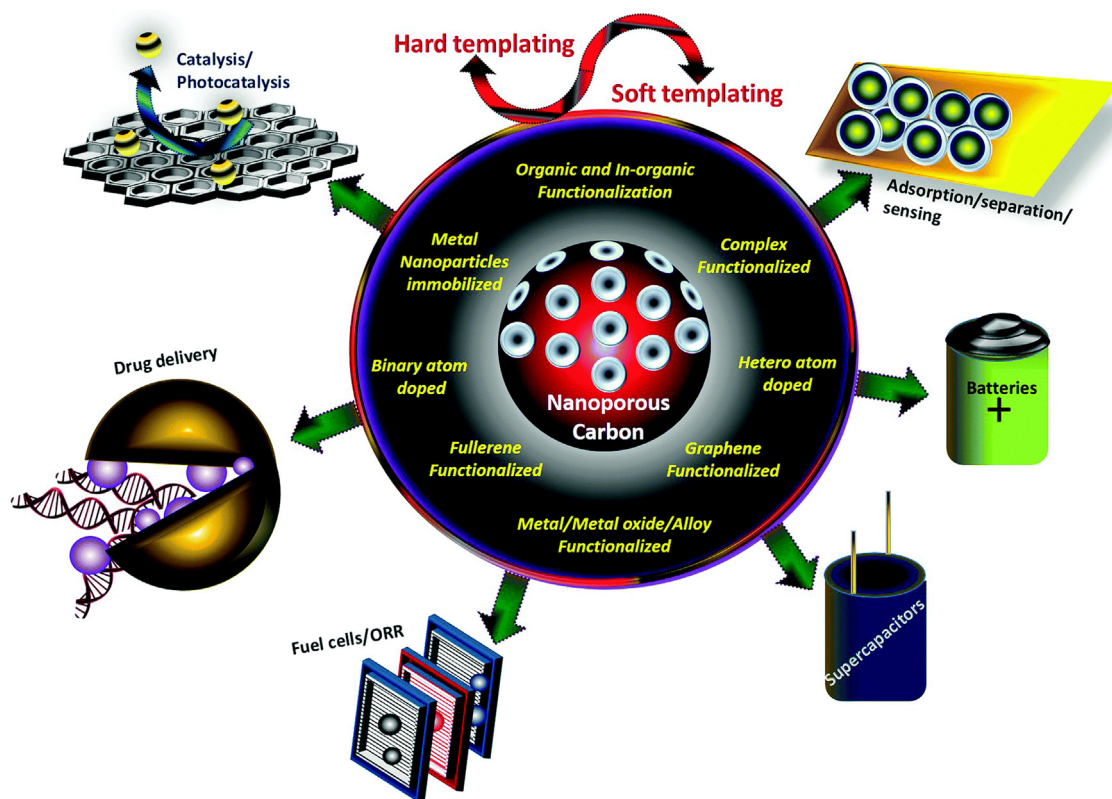 Hard templating
Soft templating
Catalysis/
Photocatalysis
Adsorption/separation/
sensing
Organic and In-organic
Functionalization
Metal
Nanoparticles
immobilized
Complex
Functionalized
Binary atom
doped
Hetero atom
doped
Nanoporous
Carbon
Fullerene
Functionalized
Graphene
Functionalized
Metal/Metal oxide/Alloy
Functionalized
Drug delivery
Batteries
+
Fuel cells/ORR
Supercapacitors